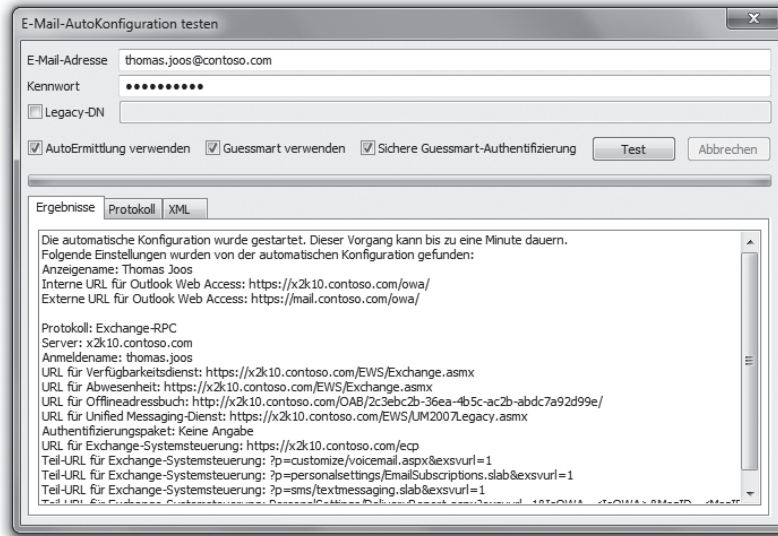 E-Mail-AutoKonfiguration testen
E-Mail-Adresse thomas.joos@contoso.com
Kennwort ••••••••••
Legacy-DN
AutoErmittlung verwenden Guessmart verwenden Sichere Guessmart-Authentifizierung Test Abbrechen
Ergebnisse Protokoll XML
Die automatische Konfiguration wurde gestartet. Dieser Vorgang kann bis zu eine Minute dauern.
Folgende Einstellungen wurden von der automatischen Konfiguration gefunden:
Anzeigename: Thomas Joos
Interne URL für Outlook Web Access: https://x2k10.contoso.com/owa/
Externe URL für Outlook Web Access: https://mail.contoso.com/owa/
Protokoll: Exchange-RPC
Server: x2k10.contoso.com
Anmeldename: thomas.joos
URL für Verfügbarkeitsdienst: https://x2k10.contoso.com/EWS/Exchange.asmx
URL für Abwesenheit: https://x2k10.contoso.com/EWS/Exchange.asmx
URL für Offlineadressbuch: http://x2k10.contoso.com/OAB/2c3ebc2b-36ea-4b5c-ac2b-abdc7a92d99e/
URL für Unified Messaging-Dienst: https://x2k10.contoso.com/EWS/UM2007Legacy.asmx
Authentifizierungspaket: Keine Angabe
URL für Exchange-Systemsteuerung: https://x2k10.contoso.com/ecp
Teil-URL für Exchange-Systemsteuerung: ?p=customize/voicemail.aspx&exsvurl=1
Teil-URL für Exchange-Systemsteuerung: ?p=personalsettings/EmailSubscriptions.slab&exsvurl=1
Teil-URL für Exchange-Systemsteuerung: ?p=sms/textmessaging.slab&exsvurl=1
Teil-URL für Exchange-Systemsteuerung: